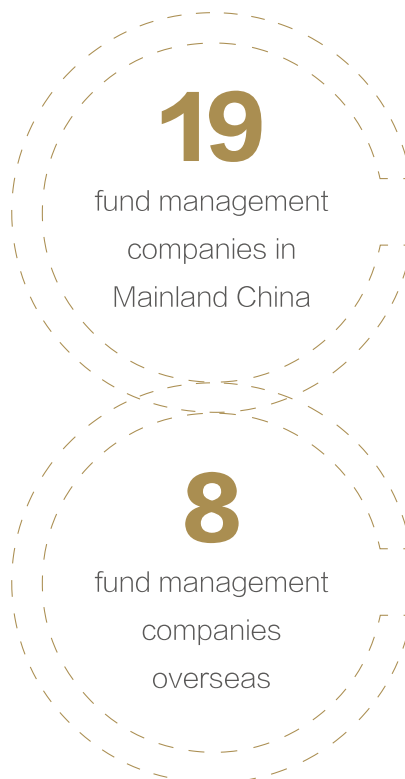 19
fund management
companies in
Mainland China
8
fund management
companies
overseas